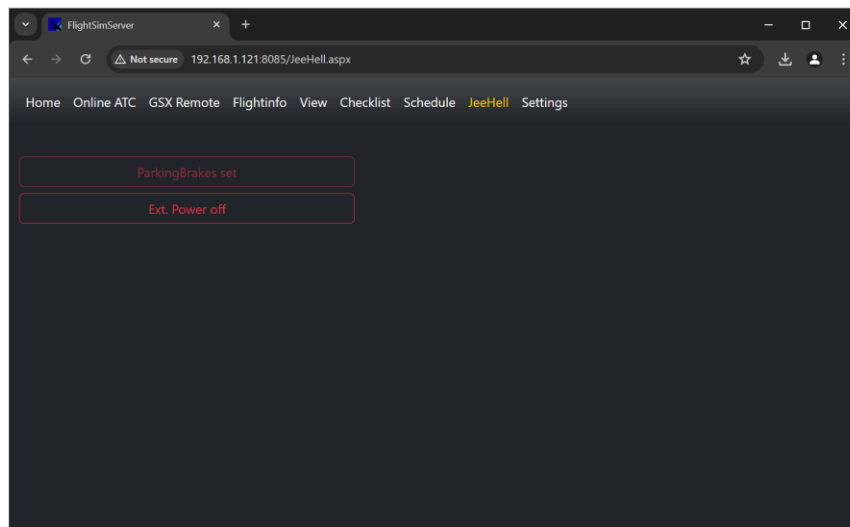 FlightSimServer
Not secure 192.168.1.121:8085/JeeHell.aspx
Home Online ATC GSX Remote Flightinfo View Checklist Schedule JeeHell Settings
ParkingBrakes set
Ext. Power off